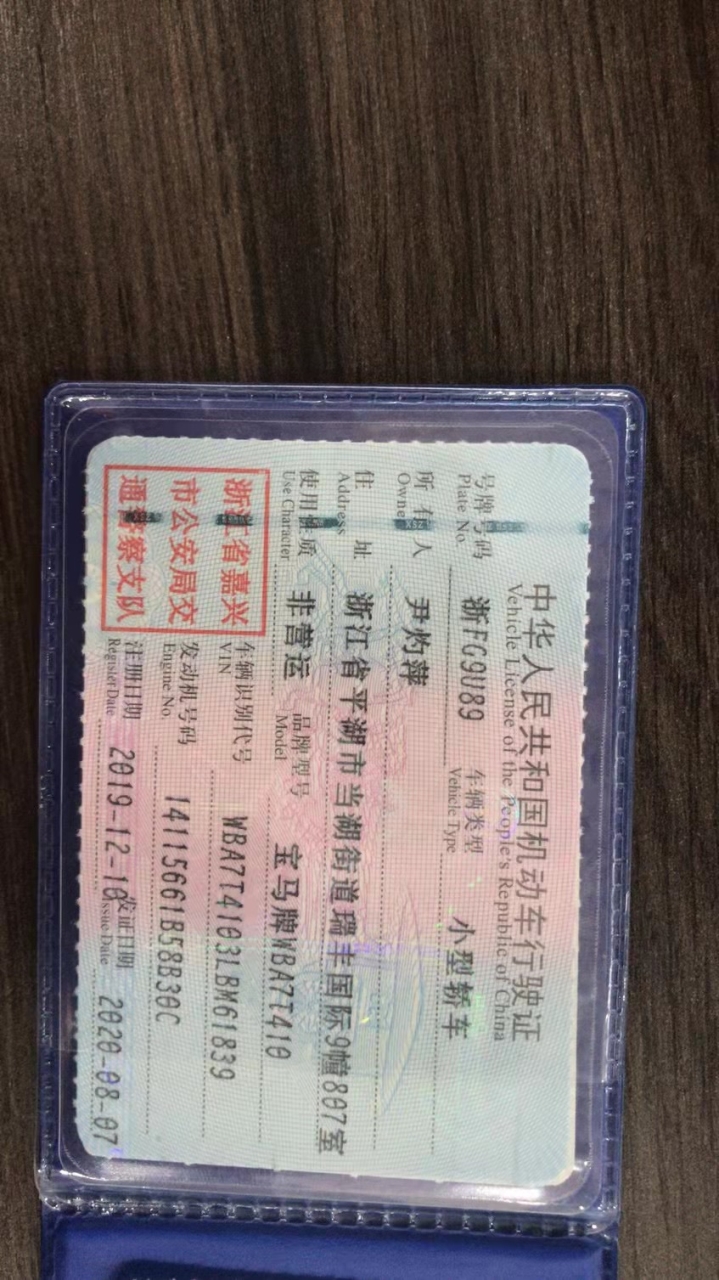 中华人民共和国机动车行驶证
Vehicle License of the People's Republic of China
号牌号码 浙FG9U89 车辆类型 小型轿车
Plate No. Vehicle Type
所有人 尹灼萍
Owner
住址 浙江省平湖市当湖街道瑞丰国际9幢807室
Address
使用性质 非营运 品牌型号 宝马牌WBA7T410
Use Character Model
浙江省嘉兴
市公安局交
通警察支队
车辆识别代号 WBA7T4103LBM61839
VIN
发动机号码 14115661B58B30C
Engine No.
注册日期 2019-12-10 发证日期 2020-08-07
Register Date Issue Date